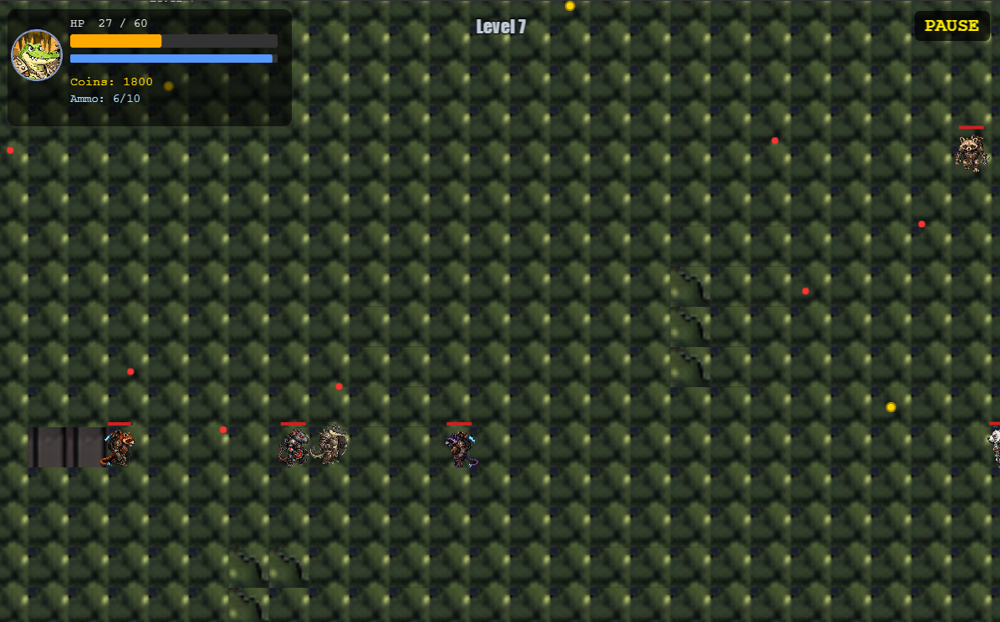 HP 27 / 60
Level 7
PAUSE
Coins: 1800
Ammo: 6/10